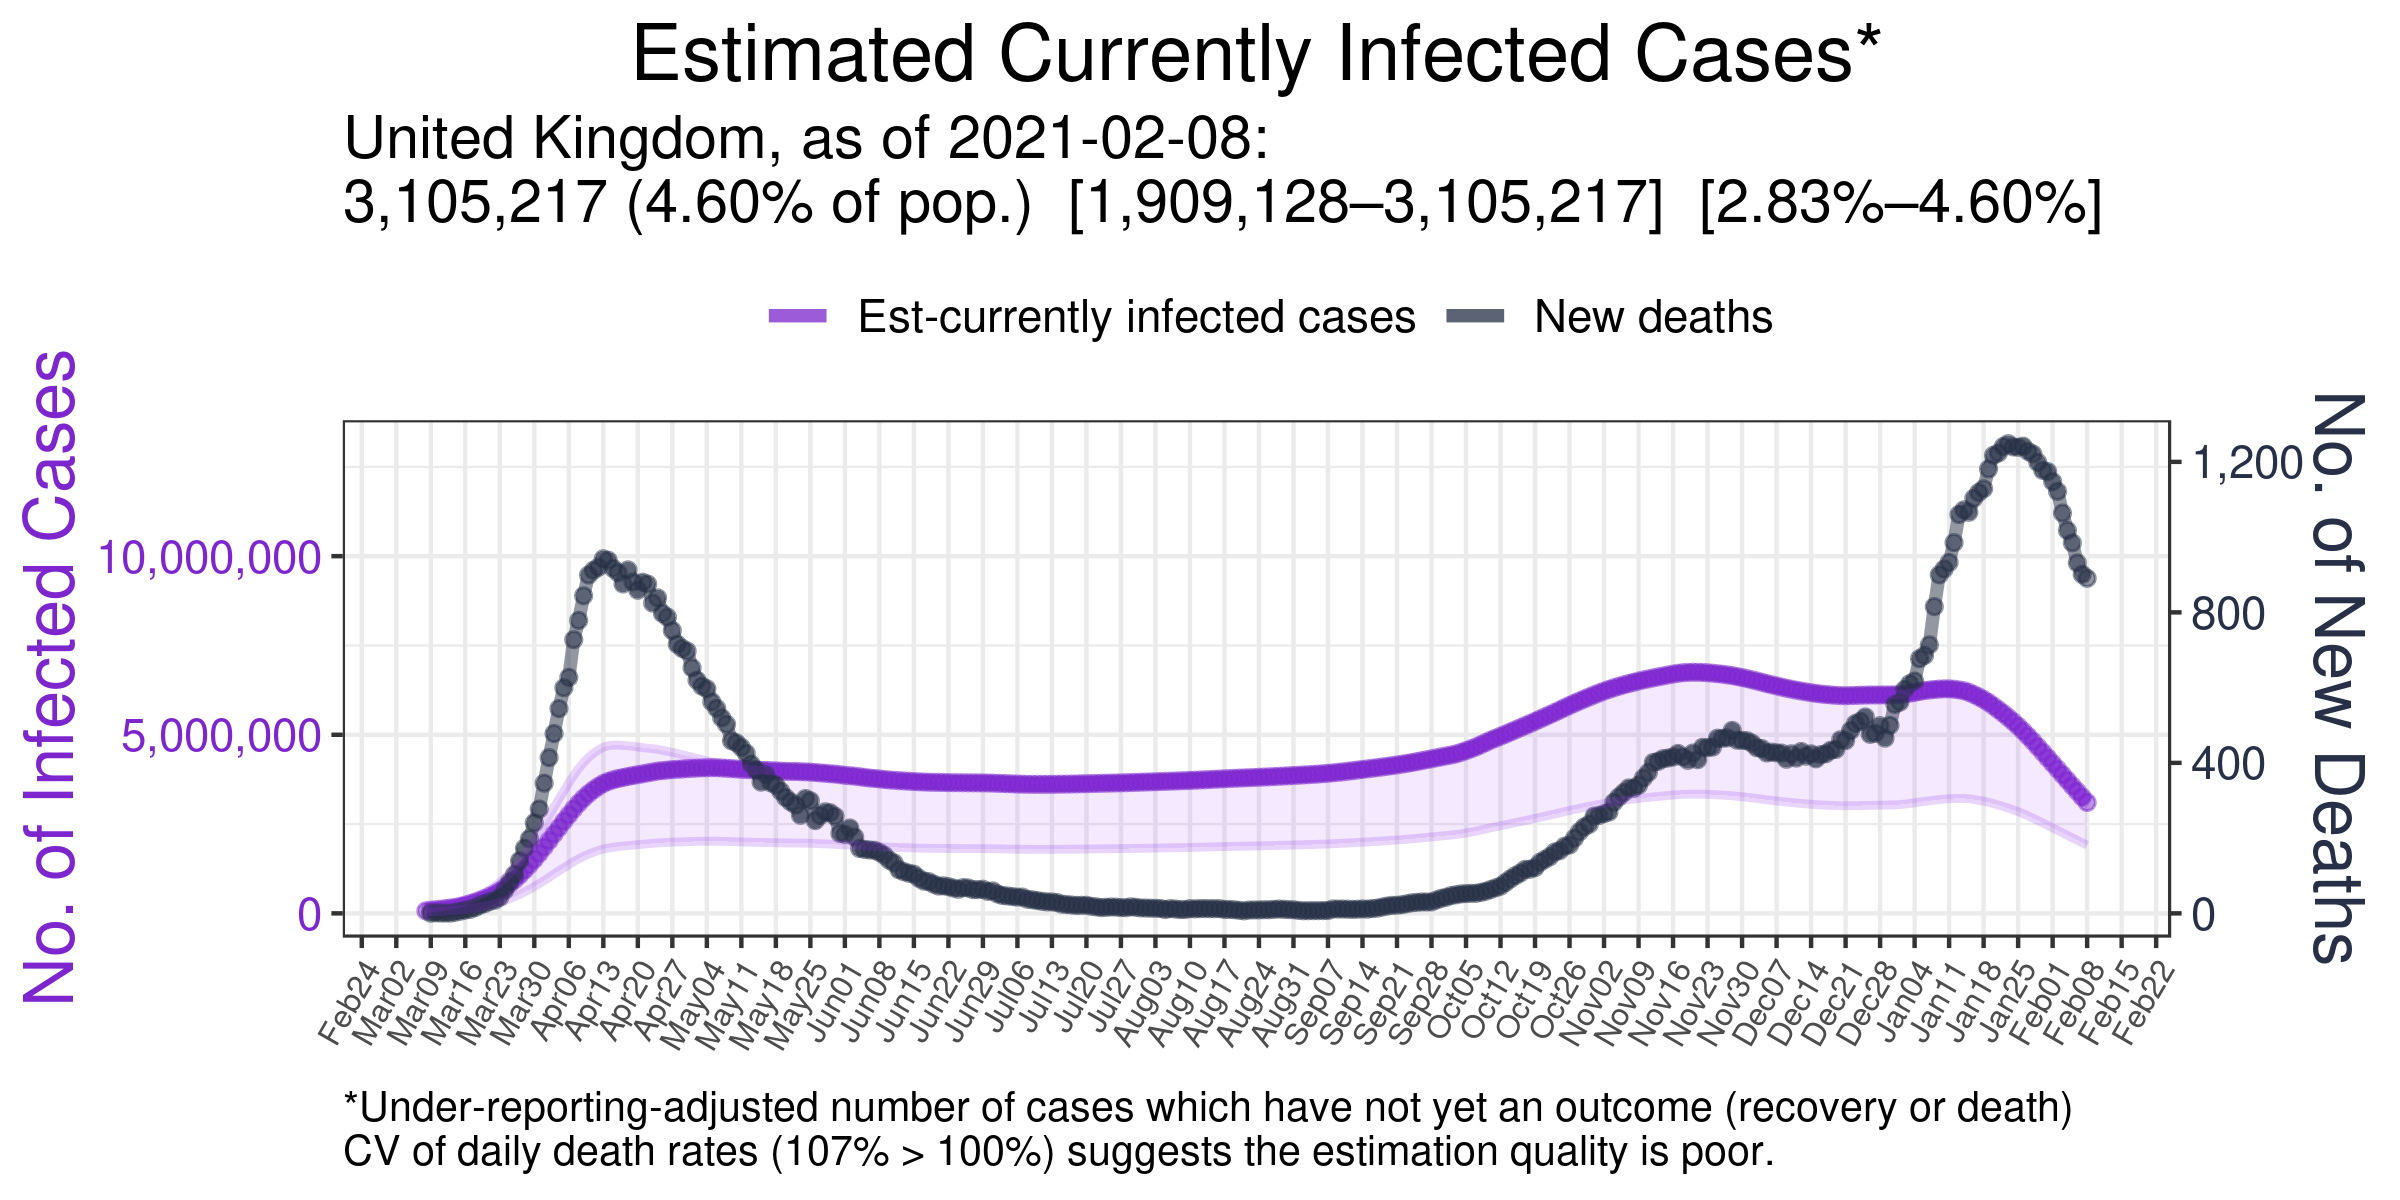 Estimated Currently Infected Cases*
United Kingdom, as of 2021-02-08:
3,105,217 (4.60% of pop.) [1,909,128–3,105,217] [2.83%–4.60%]
Est-currently infected cases
New deaths
No. of Infected Cases
10,000,000
5,000,000
0
1,200
800
400
0
No. of New Deaths
Feb24
Mar02
Mar09
Mar16
Mar23
Mar30
Apr06
Apr13
Apr20
Apr27
May04
May11
May18
May25
Jun01
Jun08
Jun15
Jun22
Jun29
Jul06
Jul13
Jul20
Jul27
Aug03
Aug10
Aug17
Aug24
Aug31
Sep07
Sep14
Sep21
Sep28
Oct05
Oct12
Oct19
Oct26
Nov02
Nov09
Nov16
Nov23
Nov30
Dec07
Dec14
Dec21
Dec28
Jan04
Jan11
Jan18
Jan25
Feb01
Feb08
Feb15
Feb22
*Under-reporting-adjusted number of cases which have not yet an outcome (recovery or death)
CV of daily death rates (107% > 100%) suggests the estimation quality is poor.